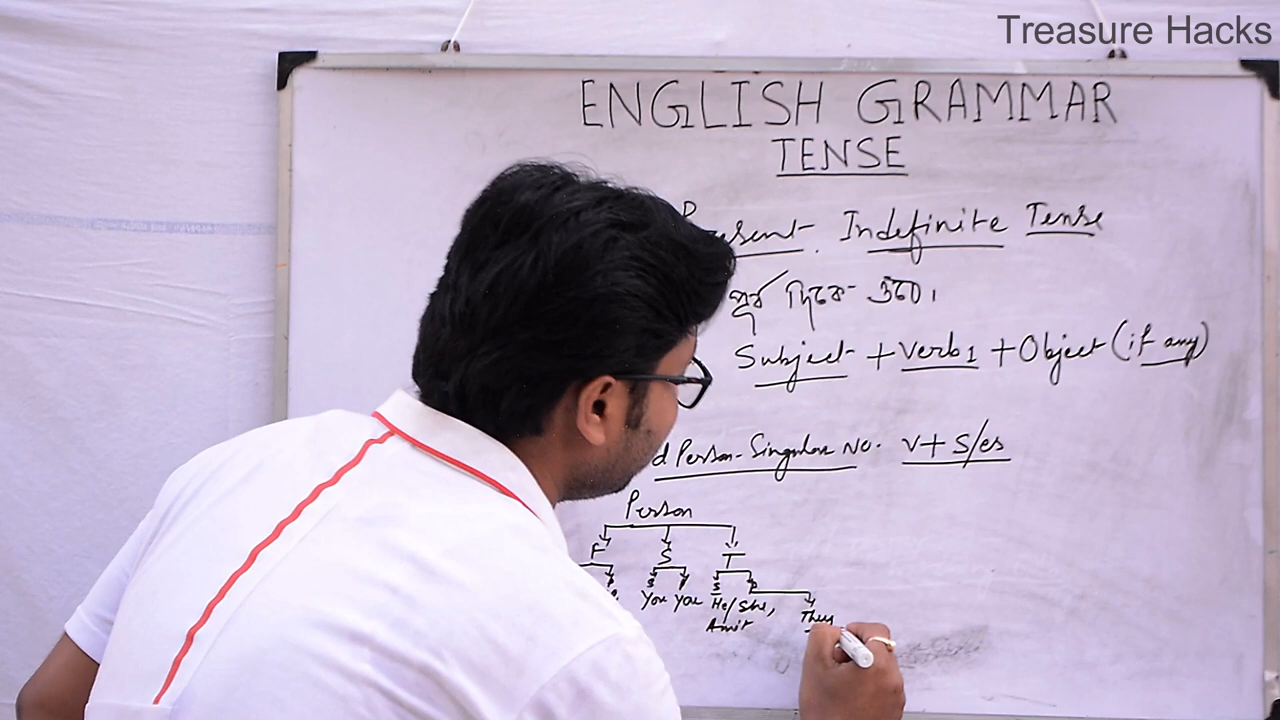 Treasure Hacks
ENGLISH GRAMMAR
TENSE
Indefinite Tense
Subject + Verb1 + Object (if any)
d Person-Singular No. V+ S/es
Person
F S T
S P S P
You You He/She,
Amit They